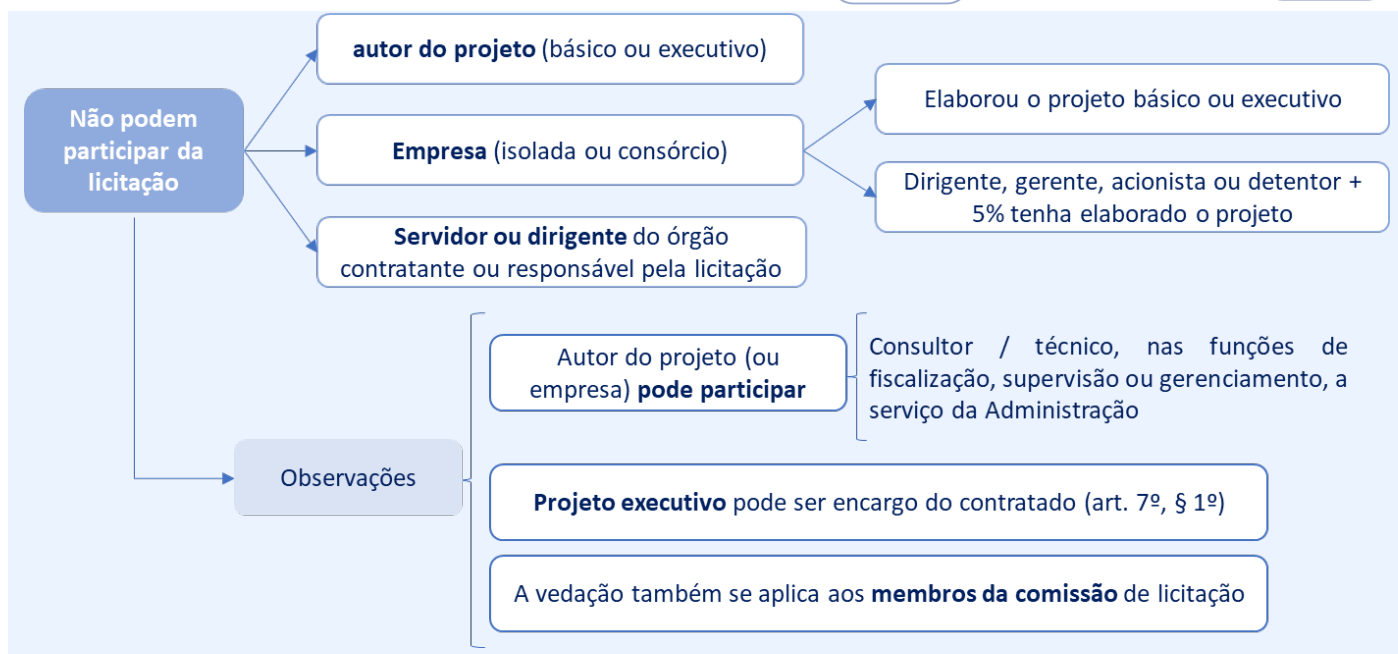 Não podem
participar da
licitação
autor do projeto (básico ou executivo)
Empresa (isolada ou consórcio)
Elaborou o projeto básico ou executivo
Dirigente, gerente, acionista ou detentor +
5% tenha elaborado o projeto
Servidor ou dirigente do órgão
contratante ou responsável pela licitação
Observações
Autor do projeto (ou
empresa) pode participar
Consultor / técnico, nas funções de
fiscalização, supervisão ou gerenciamento, a
serviço da Administração
Projeto executivo pode ser encargo do contratado (art. 7º, § 1º)
A vedação também se aplica aos membros da comissão de licitação